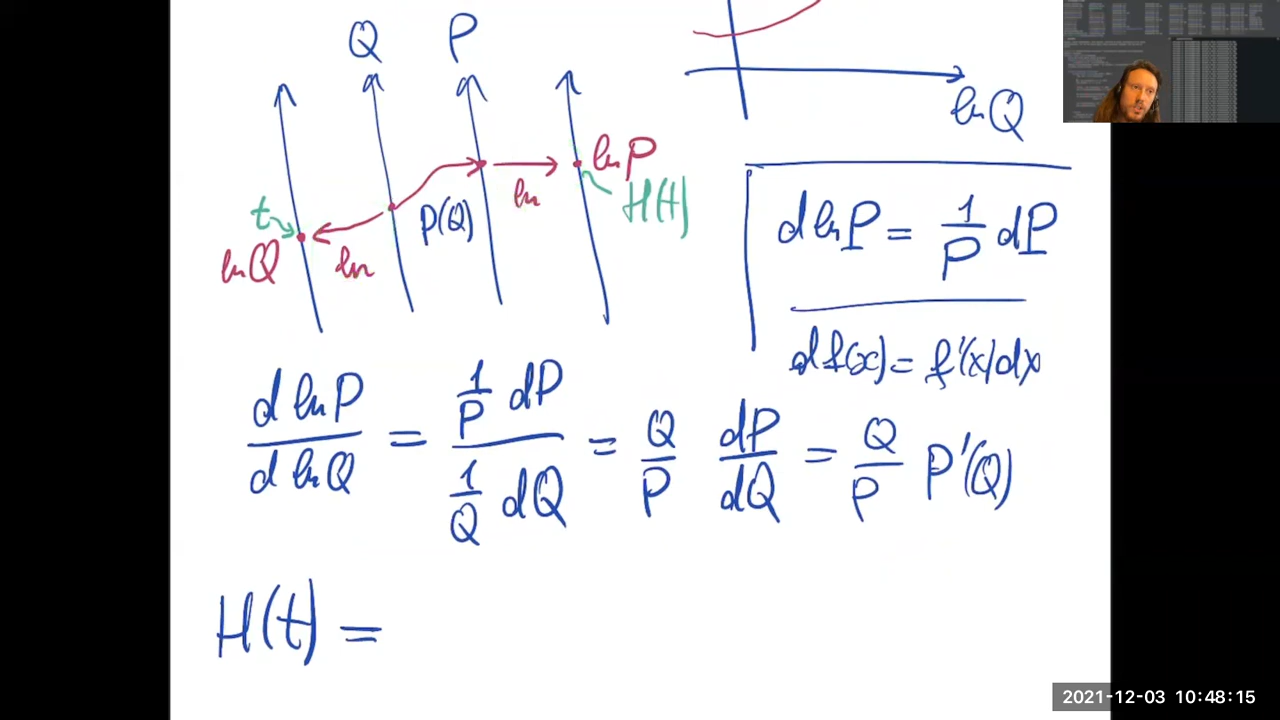 Q P
ln Q
ln P
t
H(t)
P(Q)
ln
ln Q
ln
d ln P = 1/P dP
df(x) = f'(x)dx
d ln P / d ln Q = 1/P dP / 1/Q dQ = Q/P dP/dQ = Q/P P'(Q)
H(t) =
2021-12-03 10:48:15